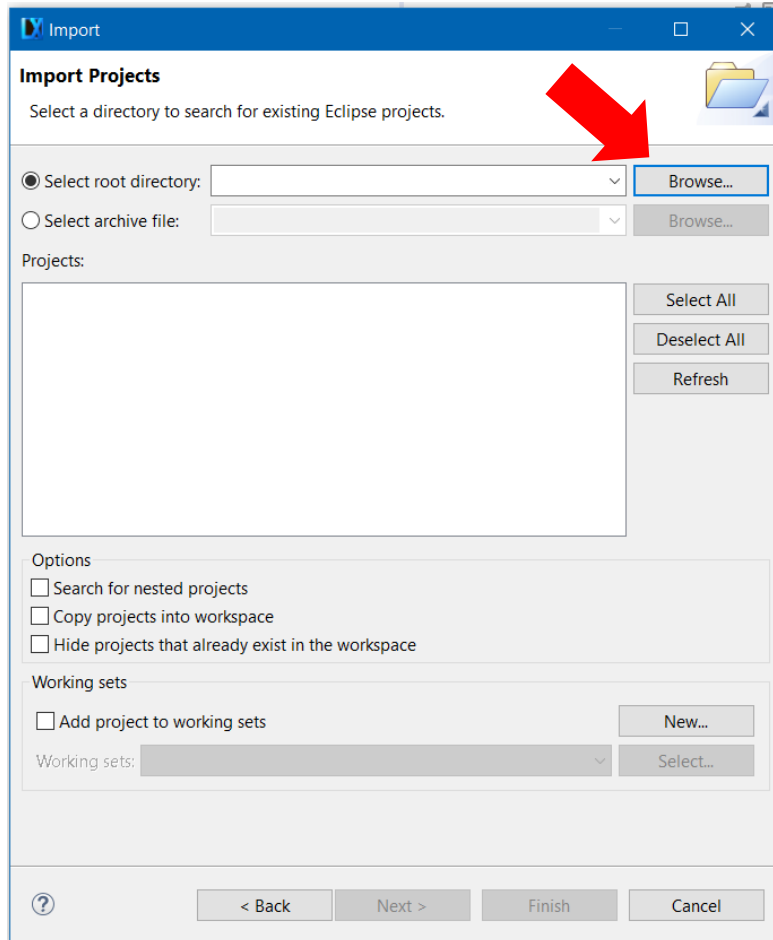 Import
Import Projects
Select a directory to search for existing Eclipse projects.
Select root directory: Browse...
Select archive file: Browse...
Projects:
Select All
Deselect All
Refresh
Options
Search for nested projects
Copy projects into workspace
Hide projects that already exist in the workspace
Working sets
Add project to working sets New...
Working sets: Select...
? < Back Next > Finish Cancel